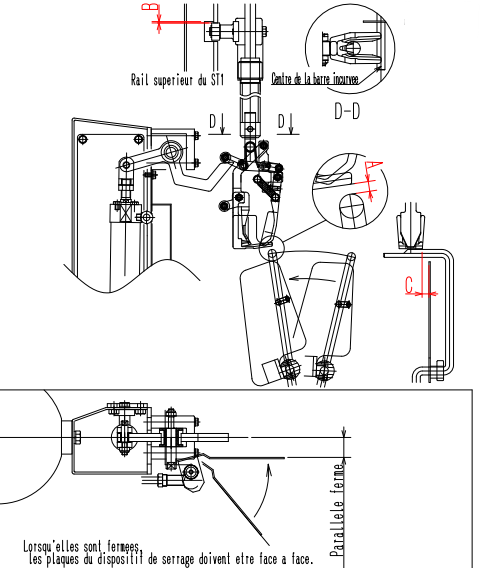 B
Rail superieur du ST1
Centre de la barre incurvee
D-D
D
D
A
C
Parallele ferme
Lorsqu'elles sont fermees,
les plaques du dispositif de serrage doivent etre face a face.